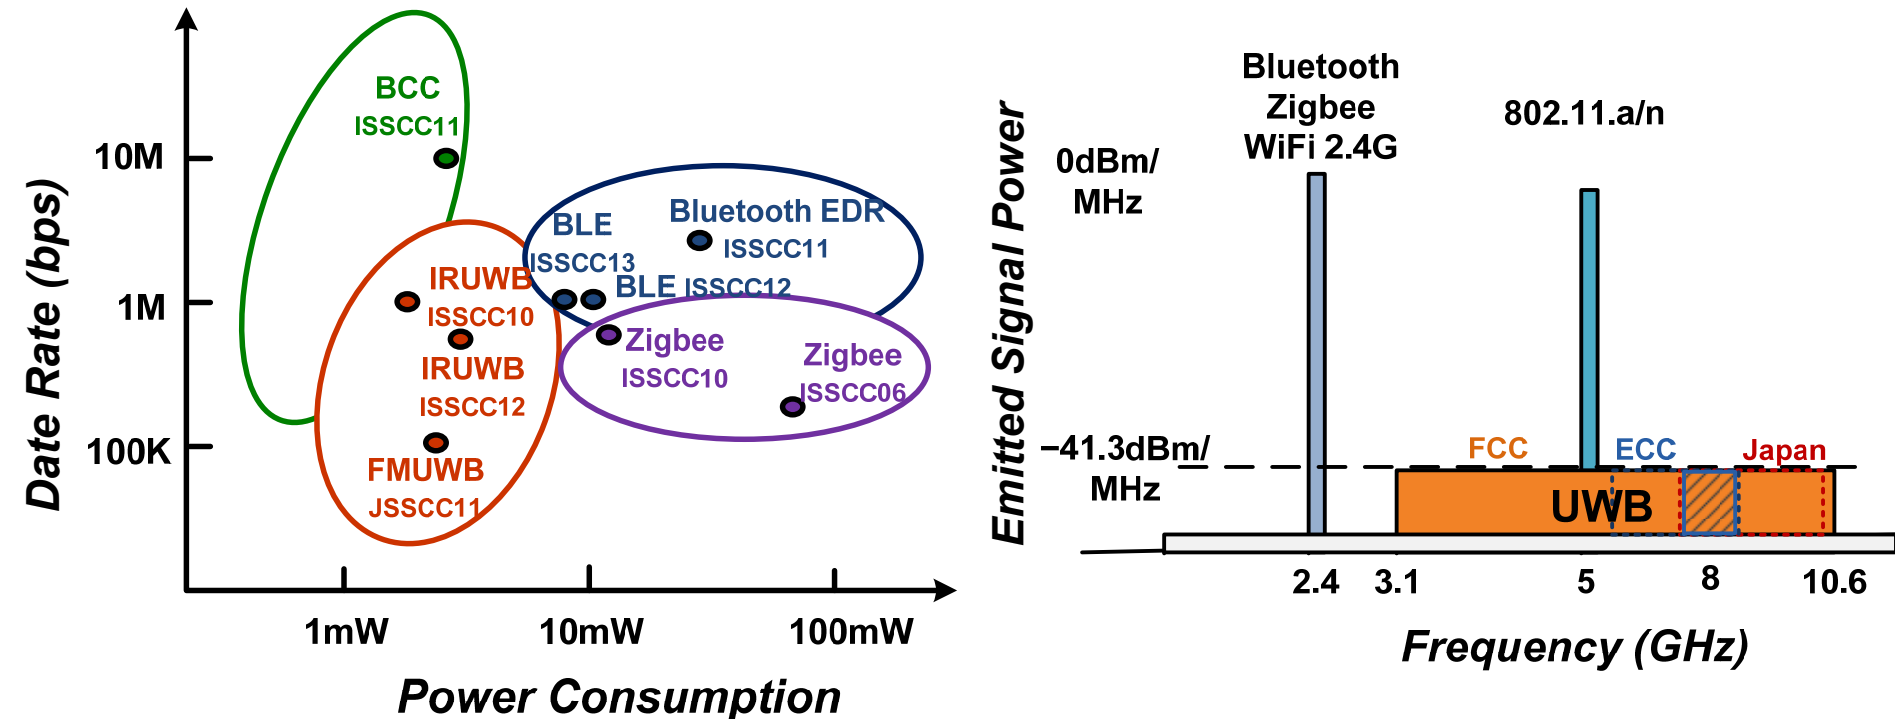 BCC
ISSCC11
10M
BLE
ISSCC13
Bluetooth EDR
ISSCC11
IRUWB
ISSCC10
BLE ISSCC12
1M
IRUWB
ISSCC12
Zigbee
ISSCC10
Zigbee
ISSCC06
100K
FMUWB
JSSCC11
Date Rate (bps)
1mW
10mW
100mW
Power Consumption
Bluetooth
Zigbee
WiFi 2.4G
802.11.a/n
0dBm/
MHz
Emitted Signal Power
−41.3dBm/
MHz
FCC
ECC
Japan
UWB
2.4
3.1
5
8
10.6
Frequency (GHz)